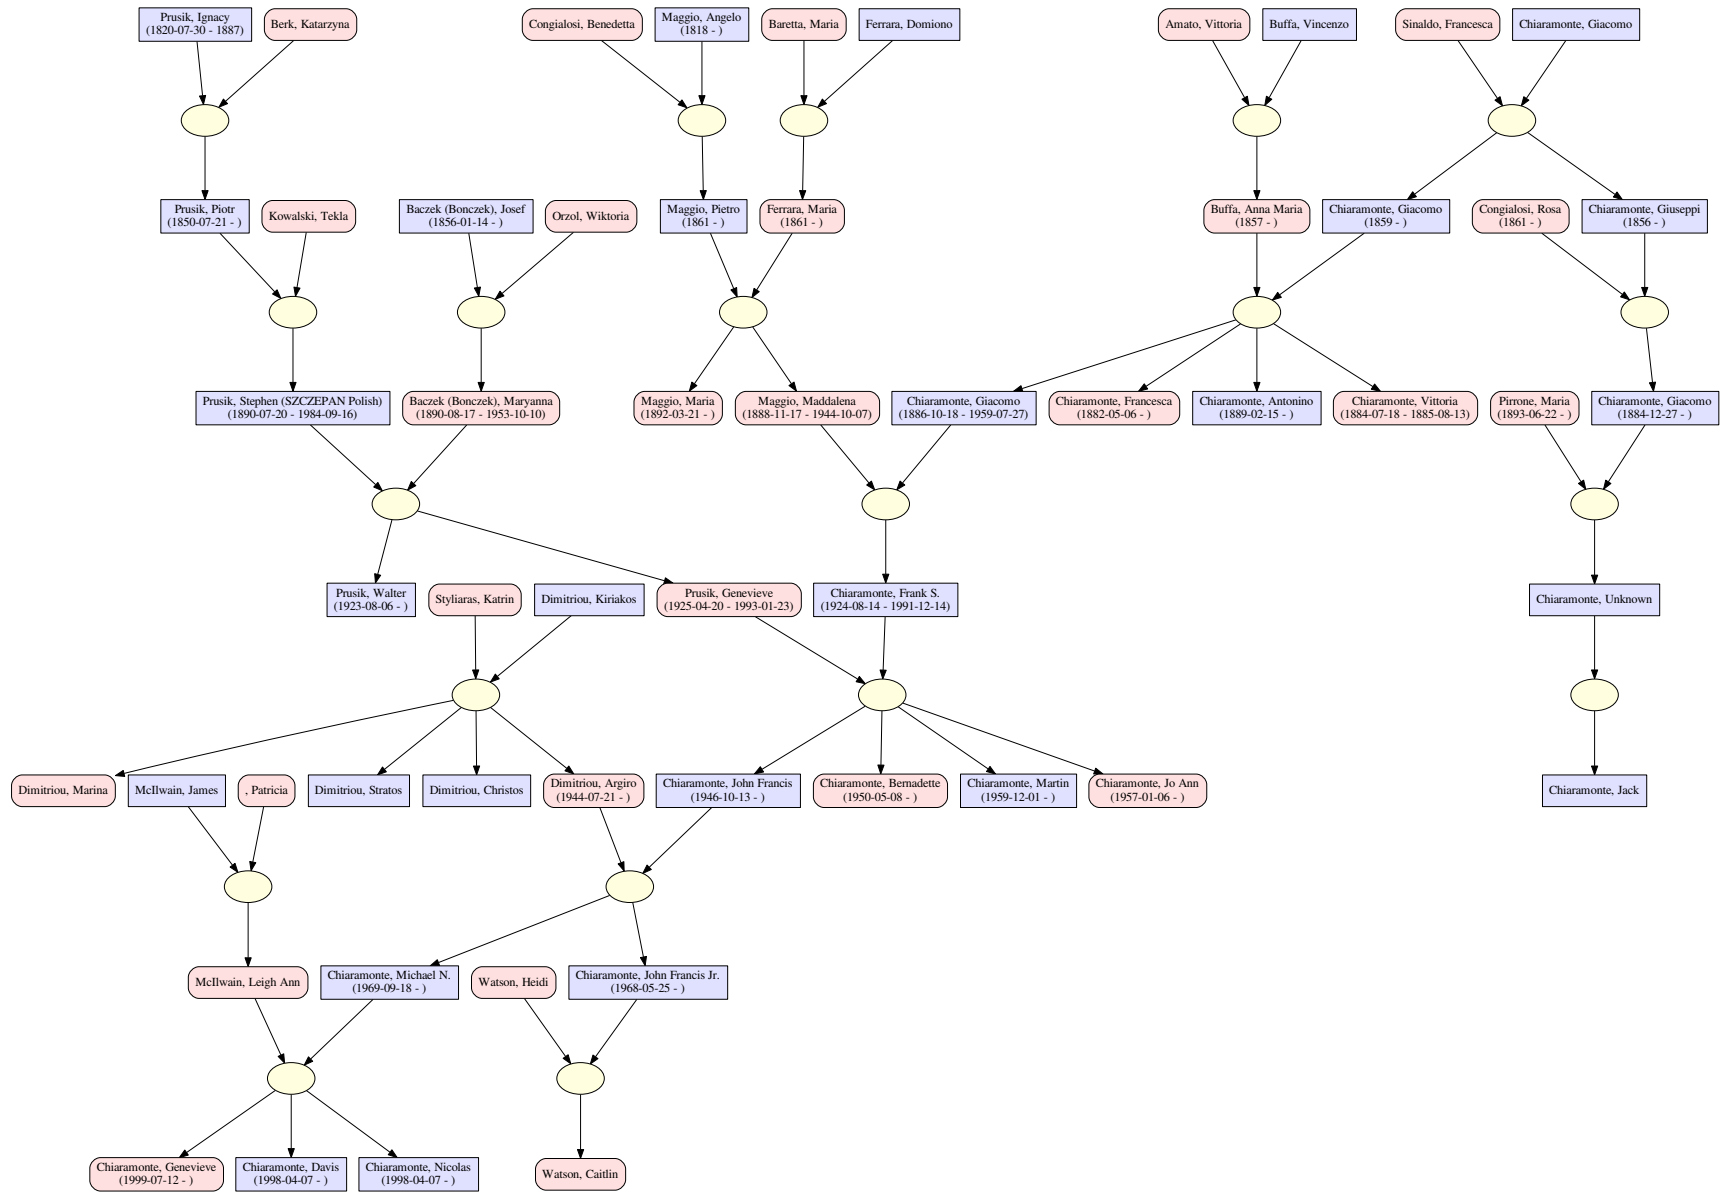 Prusik, Ignacy
(1820-07-30 - 1887)
Berk, Katarzyna
Congialosi, Benedetta
Maggio, Angelo
(1818 - )
Baretta, Maria
Ferrara, Domiono
Amato, Vittoria
Buffa, Vincenzo
Sinaldo, Francesca
Chiaramonte, Giacomo
Prusik, Piotr
(1850-07-21 - )
Kowalski, Tekla
Baczek (Bonczek), Josef
(1856-01-14 - )
Orzol, Wiktoria
Maggio, Pietro
(1861 - )
Ferrara, Maria
(1861 - )
Buffa, Anna Maria
(1857 - )
Chiaramonte, Giacomo
(1859 - )
Congialosi, Rosa
(1861 - )
Chiaramonte, Giuseppi
(1856 - )
Prusik, Stephen (SZCZEPAN Polish)
(1890-07-20 - 1984-09-16)
Baczek (Bonczek), Maryanna
(1890-08-17 - 1953-10-10)
Maggio, Maria
(1892-03-21 - )
Maggio, Maddalena
(1888-11-17 - 1944-10-07)
Chiaramonte, Giacomo
(1886-10-18 - 1959-07-27)
Chiaramonte, Francesca
(1882-05-06 - )
Chiaramonte, Antonino
(1889-02-15 - )
Chiaramonte, Vittoria
(1884-07-18 - 1885-08-13)
Pirrone, Maria
(1893-06-22 - )
Chiaramonte, Giacomo
(1884-12-27 - )
Prusik, Walter
(1923-08-06 - )
Styliaras, Katrin
Dimitriou, Kiriakos
Prusik, Genevieve
(1925-04-20 - 1993-01-23)
Chiaramonte, Frank S.
(1924-08-14 - 1991-12-14)
Chiaramonte, Unknown
Dimitriou, Marina
McIlwain, James
, Patricia
Dimitriou, Stratos
Dimitriou, Christos
Dimitriou, Argiro
(1944-07-21 - )
Chiaramonte, John Francis
(1946-10-13 - )
Chiaramonte, Bernadette
(1950-05-08 - )
Chiaramonte, Martin
(1959-12-01 - )
Chiaramonte, Jo Ann
(1957-01-06 - )
Chiaramonte, Jack
McIlwain, Leigh Ann
Chiaramonte, Michael N.
(1969-09-18 - )
Watson, Heidi
Chiaramonte, John Francis Jr.
(1968-05-25 - )
Chiaramonte, Genevieve
(1999-07-12 - )
Chiaramonte, Davis
(1998-04-07 - )
Chiaramonte, Nicolas
(1998-04-07 - )
Watson, Caitlin